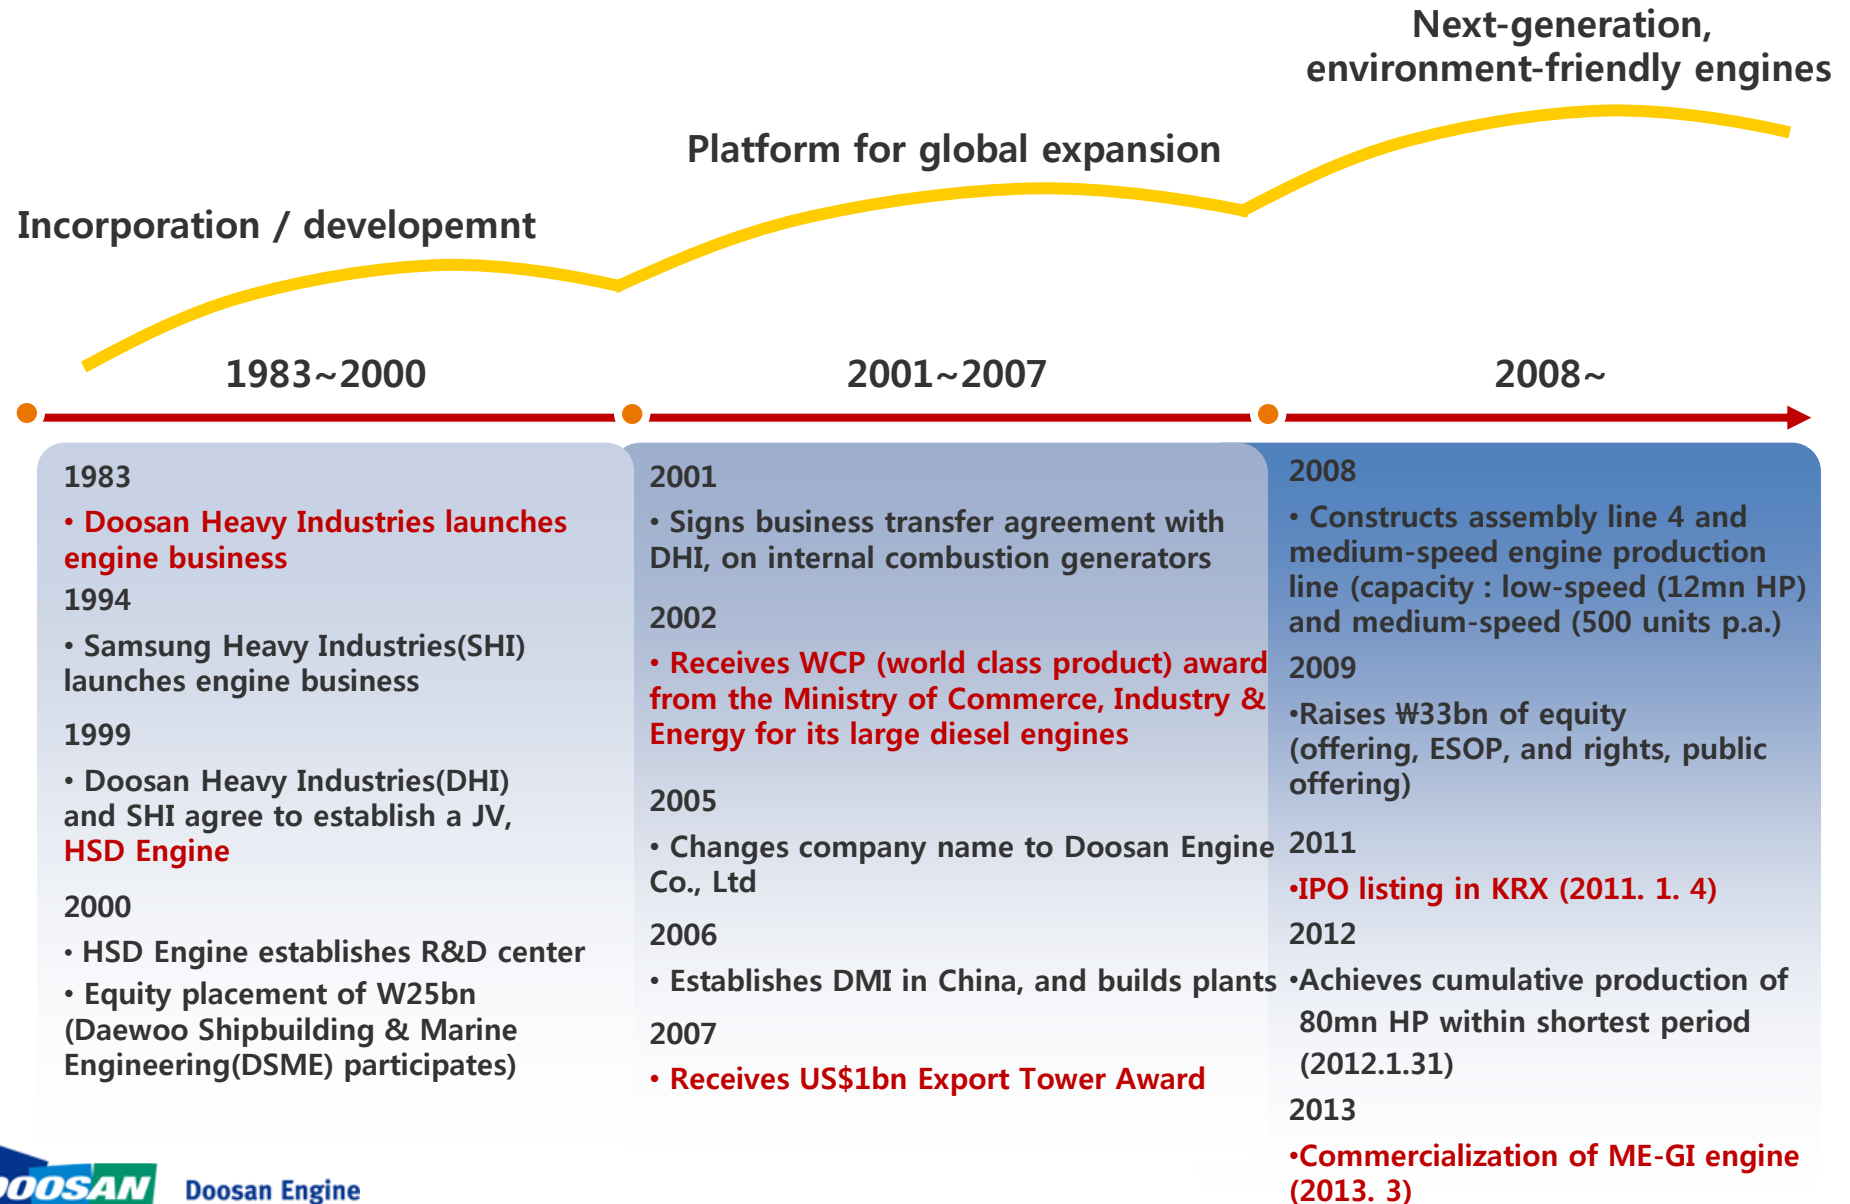 Next-generation,
environment-friendly engines
Platform for global expansion
Incorporation / developemnt
1983~2000
2001~2007
2008~
1983
• Doosan Heavy Industries launches
engine business
1994
• Samsung Heavy Industries(SHI)
launches engine business
1999
• Doosan Heavy Industries(DHI)
and SHI agree to establish a JV,
HSD Engine
2000
• HSD Engine establishes R&D center
• Equity placement of W25bn
(Daewoo Shipbuilding & Marine
Engineering(DSME) participates)
2001
• Signs business transfer agreement with
DHI, on internal combustion generators
2002
• Receives WCP (world class product) award
from the Ministry of Commerce, Industry &
Energy for its large diesel engines
2005
• Changes company name to Doosan Engine
Co., Ltd
2006
• Establishes DMI in China, and builds plants
2007
• Receives US$1bn Export Tower Award
2008
• Constructs assembly line 4 and
medium-speed engine production
line (capacity : low-speed (12mn HP)
and medium-speed (500 units p.a.)
2009
•Raises ₩33bn of equity
(offering, ESOP, and rights, public
offering)
2011
•IPO listing in KRX (2011. 1. 4)
2012
•Achieves cumulative production of
80mn HP within shortest period
(2012.1.31)
2013
•Commercialization of ME-GI engine
(2013. 3)
DOOSAN Doosan Engine